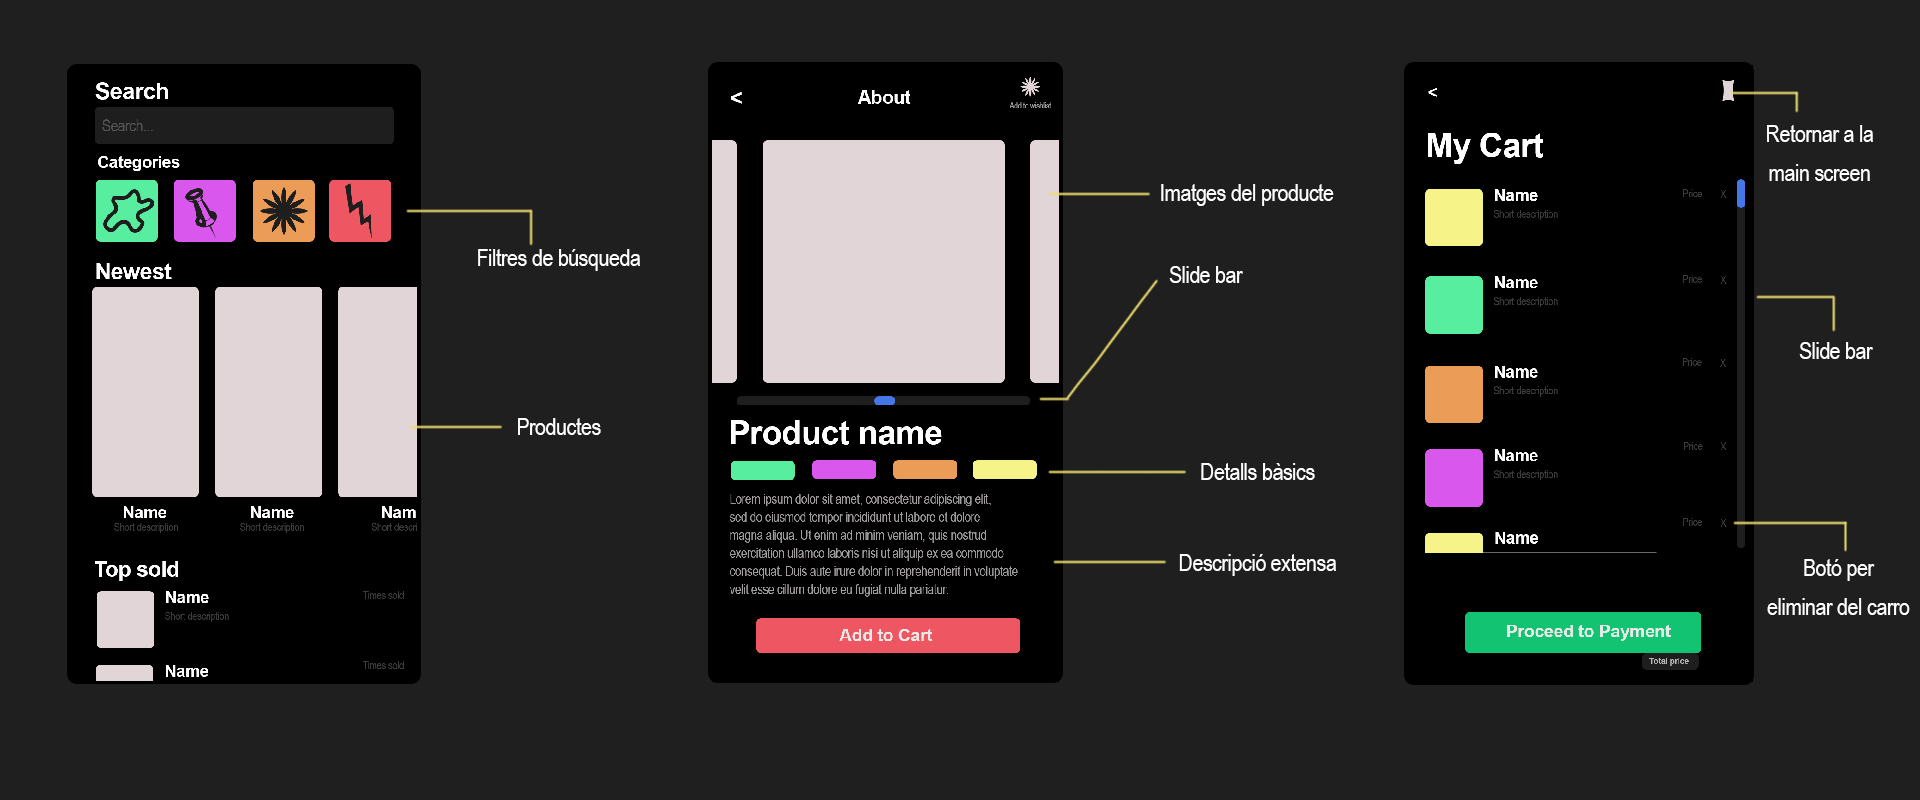 Search
Search...
Categories
Filtres de búsqueda
Newest
Productes
Name
Short description
Name
Short description
Nam
Short descri
Top sold
Name
Times sold
Short description
Name
Times sold
<
About
Add to wishlist
Imatges del producte
Slide bar
Product name
Detalls bàsics
Lorem ipsum dolor sit amet, consectetur adipiscing elit,
sed do eiusmod tempor incididunt ut labore et dolore
magna aliqua. Ut enim ad minim veniam, quis nostrud
exercitation ullamco laboris nisi ut aliquip ex ea commodo
consequat. Duis aute irure dolor in reprehenderit in voluptate
velit esse cillum dolore eu fugiat nulla pariatur.
Descripció extensa
Add to Cart
<
Retornar a la
main screen
My Cart
Name
Price X
Short description
Name
Price X
Short description
Slide bar
Name
Price X
Short description
Name
Price X
Short description
Name
Price X
Botó per
eliminar del carro
Proceed to Payment
Total price